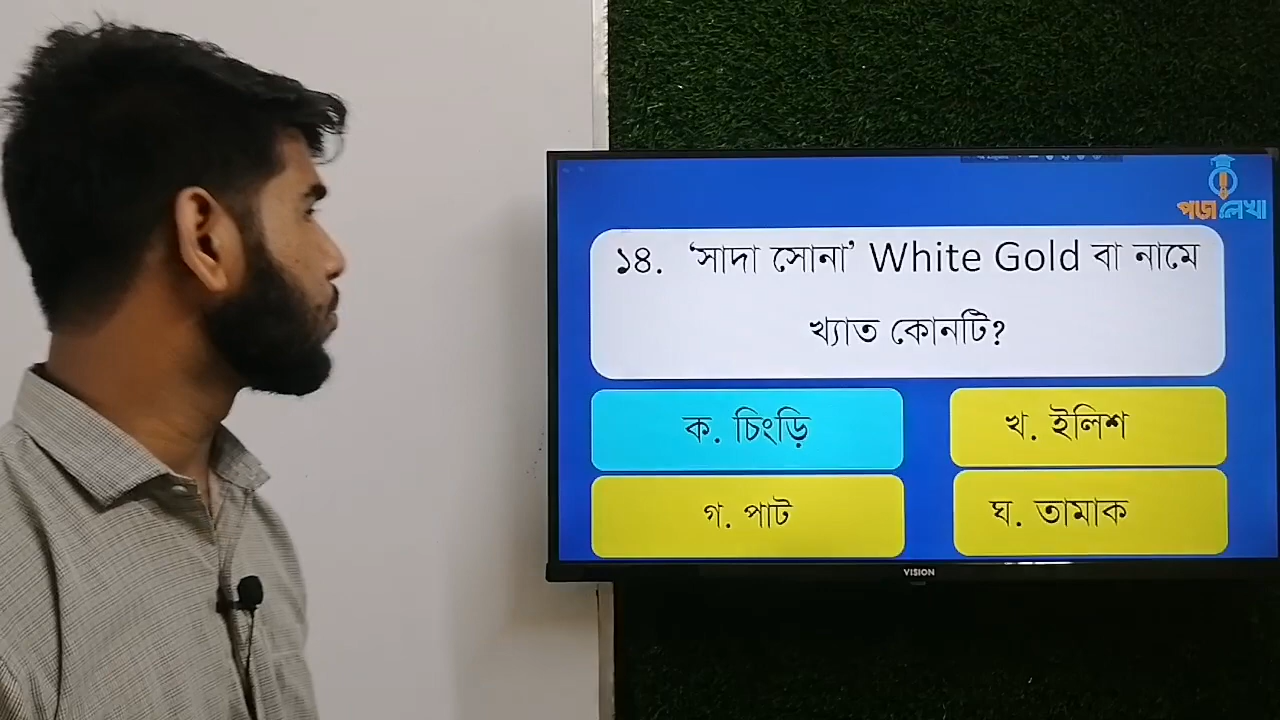 পড়ালেখা
১৪. ‘সাদা সোনা’ White Gold বা নামে
খ্যাত কোনটি?
ক. চিংড়ি
খ. ইলিশ
গ. পাট
ঘ. তামাক
VISION